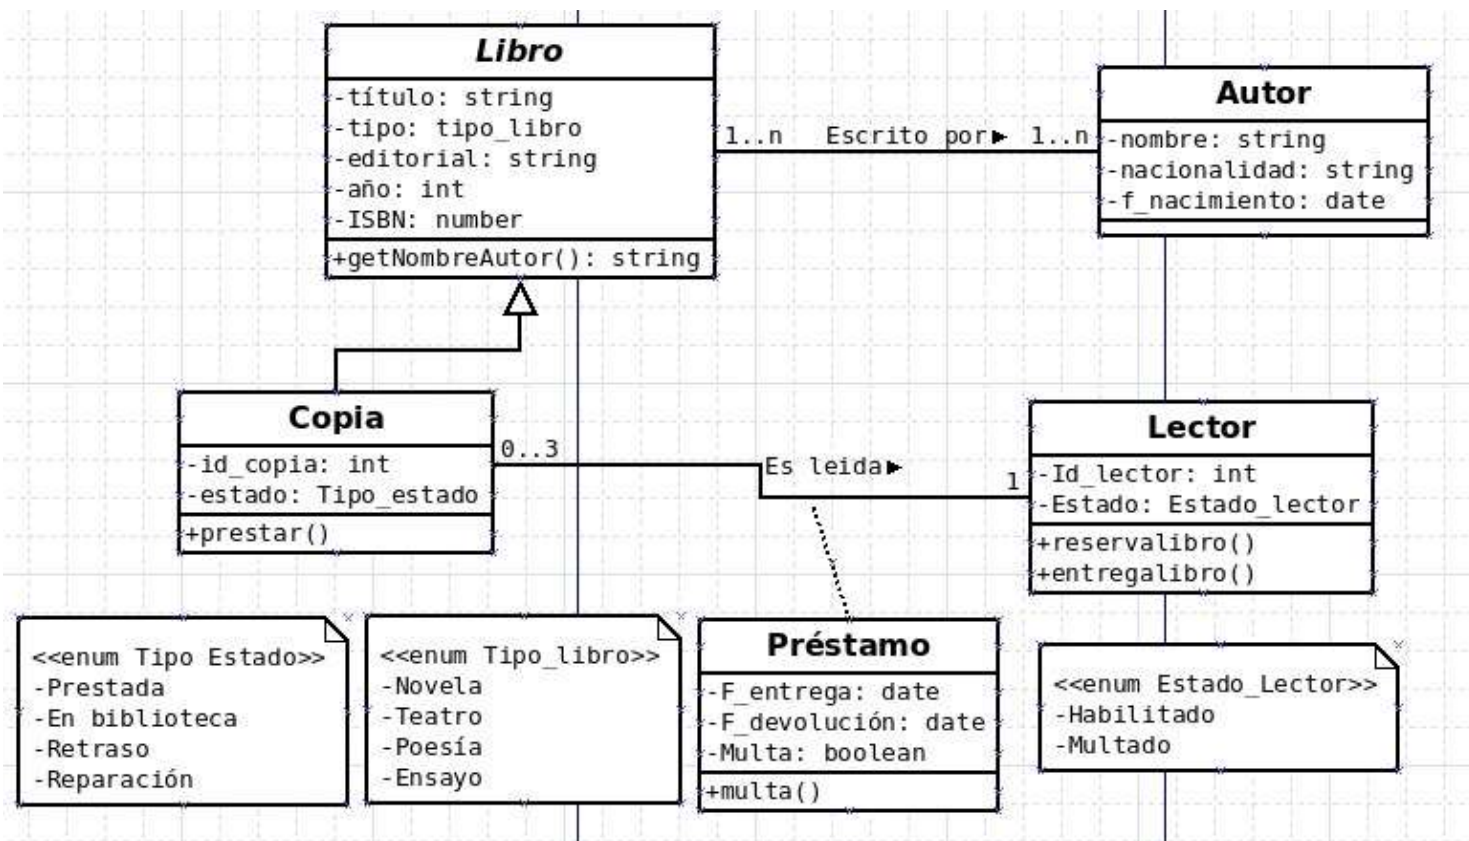 Libro
-título: string
-tipo: tipo_libro
-editorial: string
-año: int
-ISBN: number
+getNombreAutor(): string
1..n Escrito por▶ 1..n
Autor
-nombre: string
-nacionalidad: string
-f_nacimiento: date
Copia
-id_copia: int
-estado: Tipo_estado
+prestar()
0..3
Es leida▶
1
Lector
-Id_lector: int
-Estado: Estado_lector
+reservalibro()
+entregalibro()
<<enum Tipo Estado>>
-Prestada
-En biblioteca
-Retraso
-Reparación
<<enum Tipo_libro>>
-Novela
-Teatro
-Poesía
-Ensayo
Préstamo
-F_entrega: date
-F_devolución: date
-Multa: boolean
+multa()
<<enum Estado_Lector>>
-Habilitado
-Multado